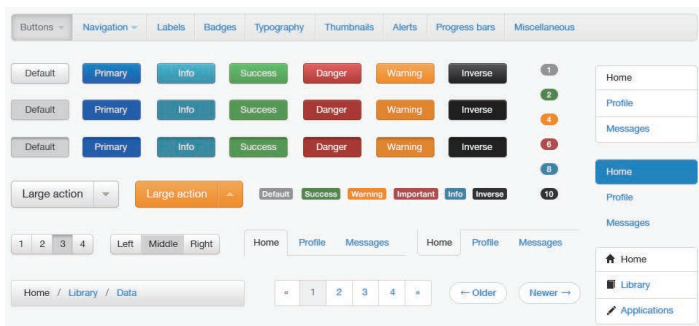 Buttons Navigation Labels Badges Typography Thumbnails Alerts Progress bars Miscellaneous
Default Primary Info Success Danger Warning Inverse 1
Home
2
Profile
Default Primary Info Success Danger Warning Inverse
4
Messages
Default Primary Info Success Danger Warning Inverse 6
8
Home
Large action Large action Default Success Warning Important Info Inverse 10
Profile
Messages
1 2 3 4 Left Middle Right Home Profile Messages Home Profile Messages
Home
Library
Home / Library / Data « 1 2 3 4 » ← Older Newer →
Applications